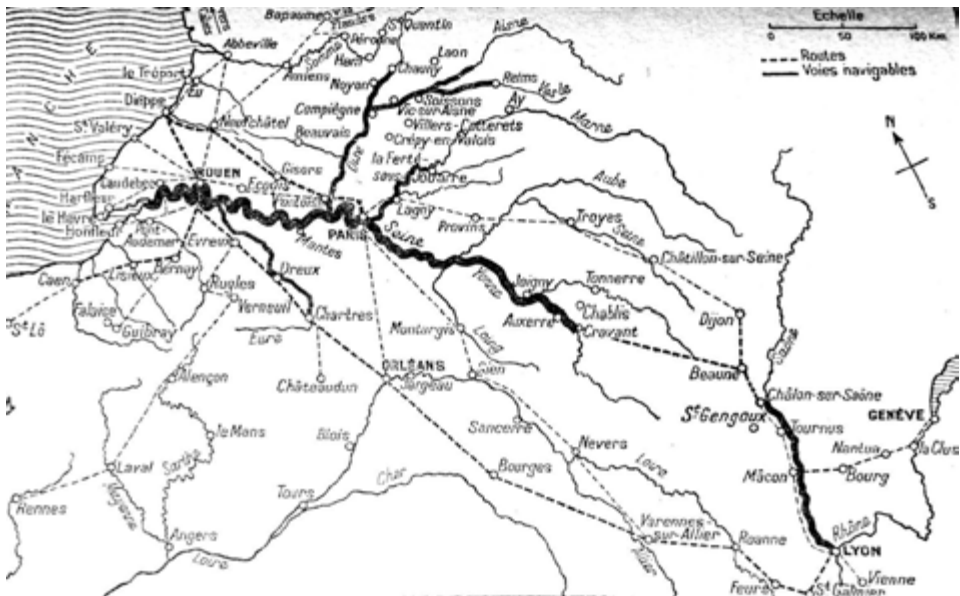 Echelle
0 50 100 Km.
Routes
Voies navigables
N
S
MANCHE
Bapaume
St Quentin
Péronne
Abbeville
Somme
Ham
Laon
Aisne
le Tréport
Eu
Amiens
Noyon
Chauny
Reims
Vesle
Dieppe
Compiègne
Soissons
Vic-sur-Aisne
Ay
Neufchâtel
Villers-Cotterets
Marne
St Valéry
Beauvais
Crépy-en-Valois
Fécamp
Gisors
Oise
la Ferté-
sous-Jouarre
ROUEN
Caudebec
Ecouis
Pontoise
Aube
Harfleur
Lagny
le Havre
Honfleur
Pont-
Audemer
Evreux
Mantes
PARIS
Seine
Provins
Troyes
Seine
Châtillon-sur-Seine
Caen
Lisieux
Bernay
Dreux
Yonne
Joigny
Tonnerre
Rugles
Falaise
Verneuil
Chablis
St Lô
Guibray
Chartres
Montargis
Loing
Auxerre
Cravant
Dijon
Saône
Eure
Alençon
Châteaudun
ORLÉANS
Jargeau
Gien
Beaune
Châlon-sur-Saône
St Gengoux
GENÈVE
le Mans
Blois
Sancerre
Tournus
Nantua
la Cluse
Laval
Sarthe
Nevers
Loire
Mâcon
Bourg
Rennes
Mayenne
Tours
Cher
Bourges
Angers
Loire
Varennes-
sur-Allier
Allier
Roanne
Rhône
LYON
Feurs
St Galmier
Vienne